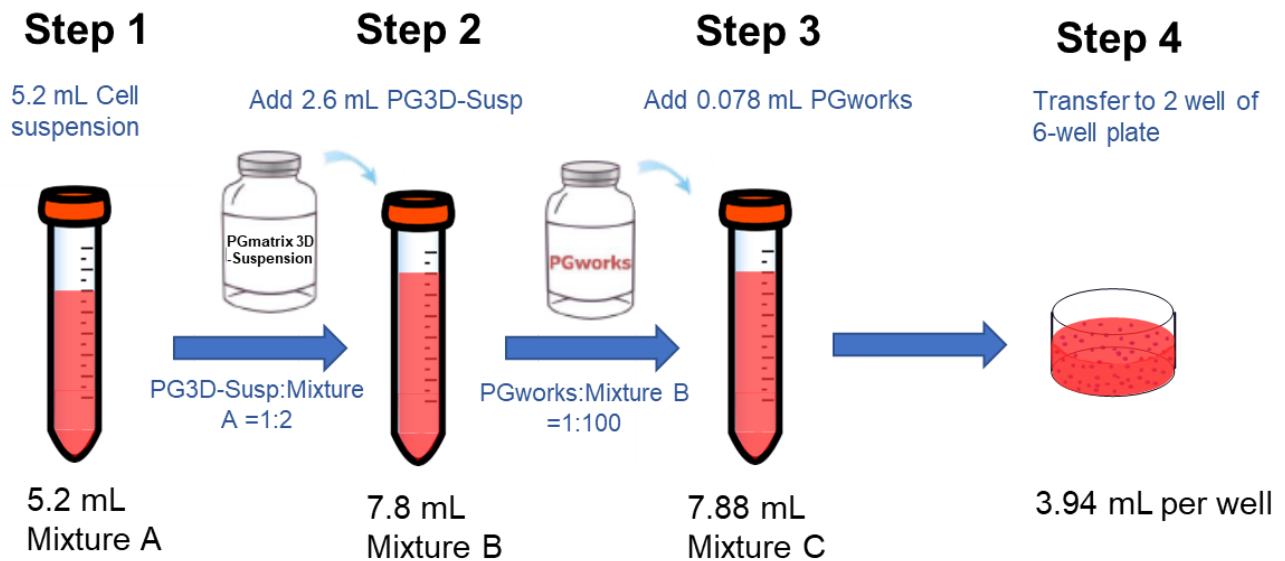 Step 1
Step 2
Step 3
Step 4
5.2 mL Cell
suspension
Add 2.6 mL PG3D-Susp
Add 0.078 mL PGworks
Transfer to 2 well of
6-well plate
PGmatrix 3D
-Suspension
PGworks
PG3D-Susp:Mixture
A =1:2
PGworks:Mixture B
=1:100
5.2 mL
Mixture A
7.8 mL
Mixture B
7.88 mL
Mixture C
3.94 mL per well